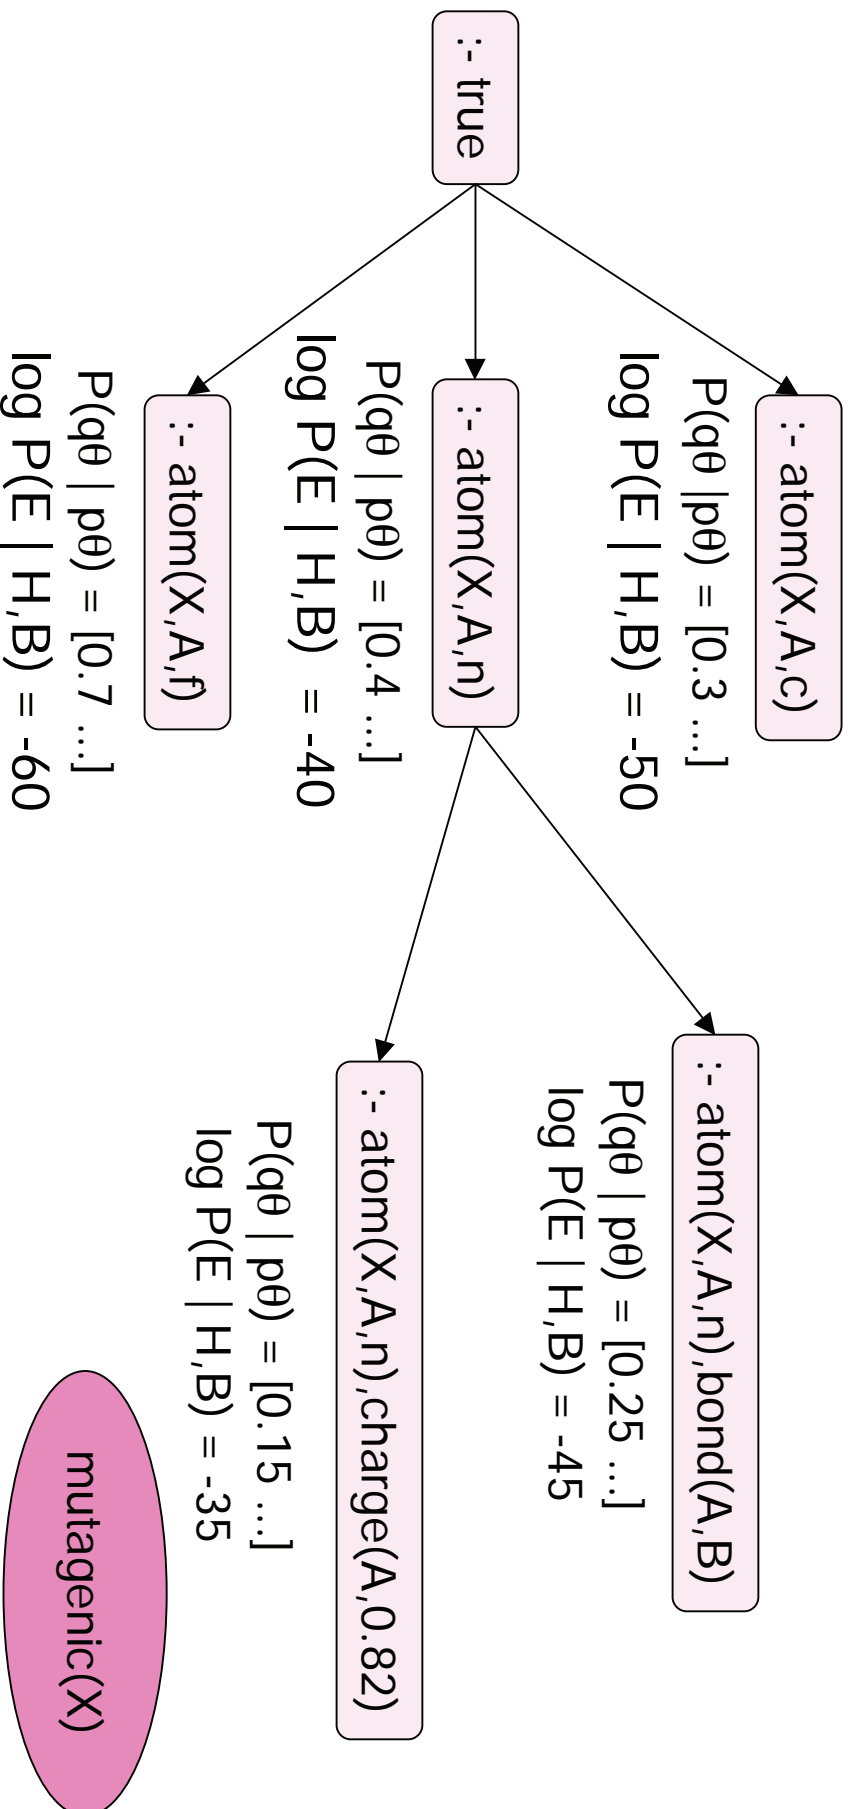 :- true
:- atom(X,A,c)
P(qθ |pθ) = [0.3 ...]
log P(E | H,B) = -50
:- atom(X,A,n)
P(qθ | pθ) = [0.4 ...]
log P(E | H,B) = -40
:- atom(X,A,f)
P(qθ | pθ) = [0.7 ...]
log P(E | H,B) = -60
:- atom(X,A,n),bond(A,B)
P(qθ | pθ) = [0.25 ...]
log P(E | H,B) = -45
:- atom(X,A,n),charge(A,0.82)
P(qθ | pθ) = [0.15 ...]
log P(E | H,B) = -35
mutagenic(X)